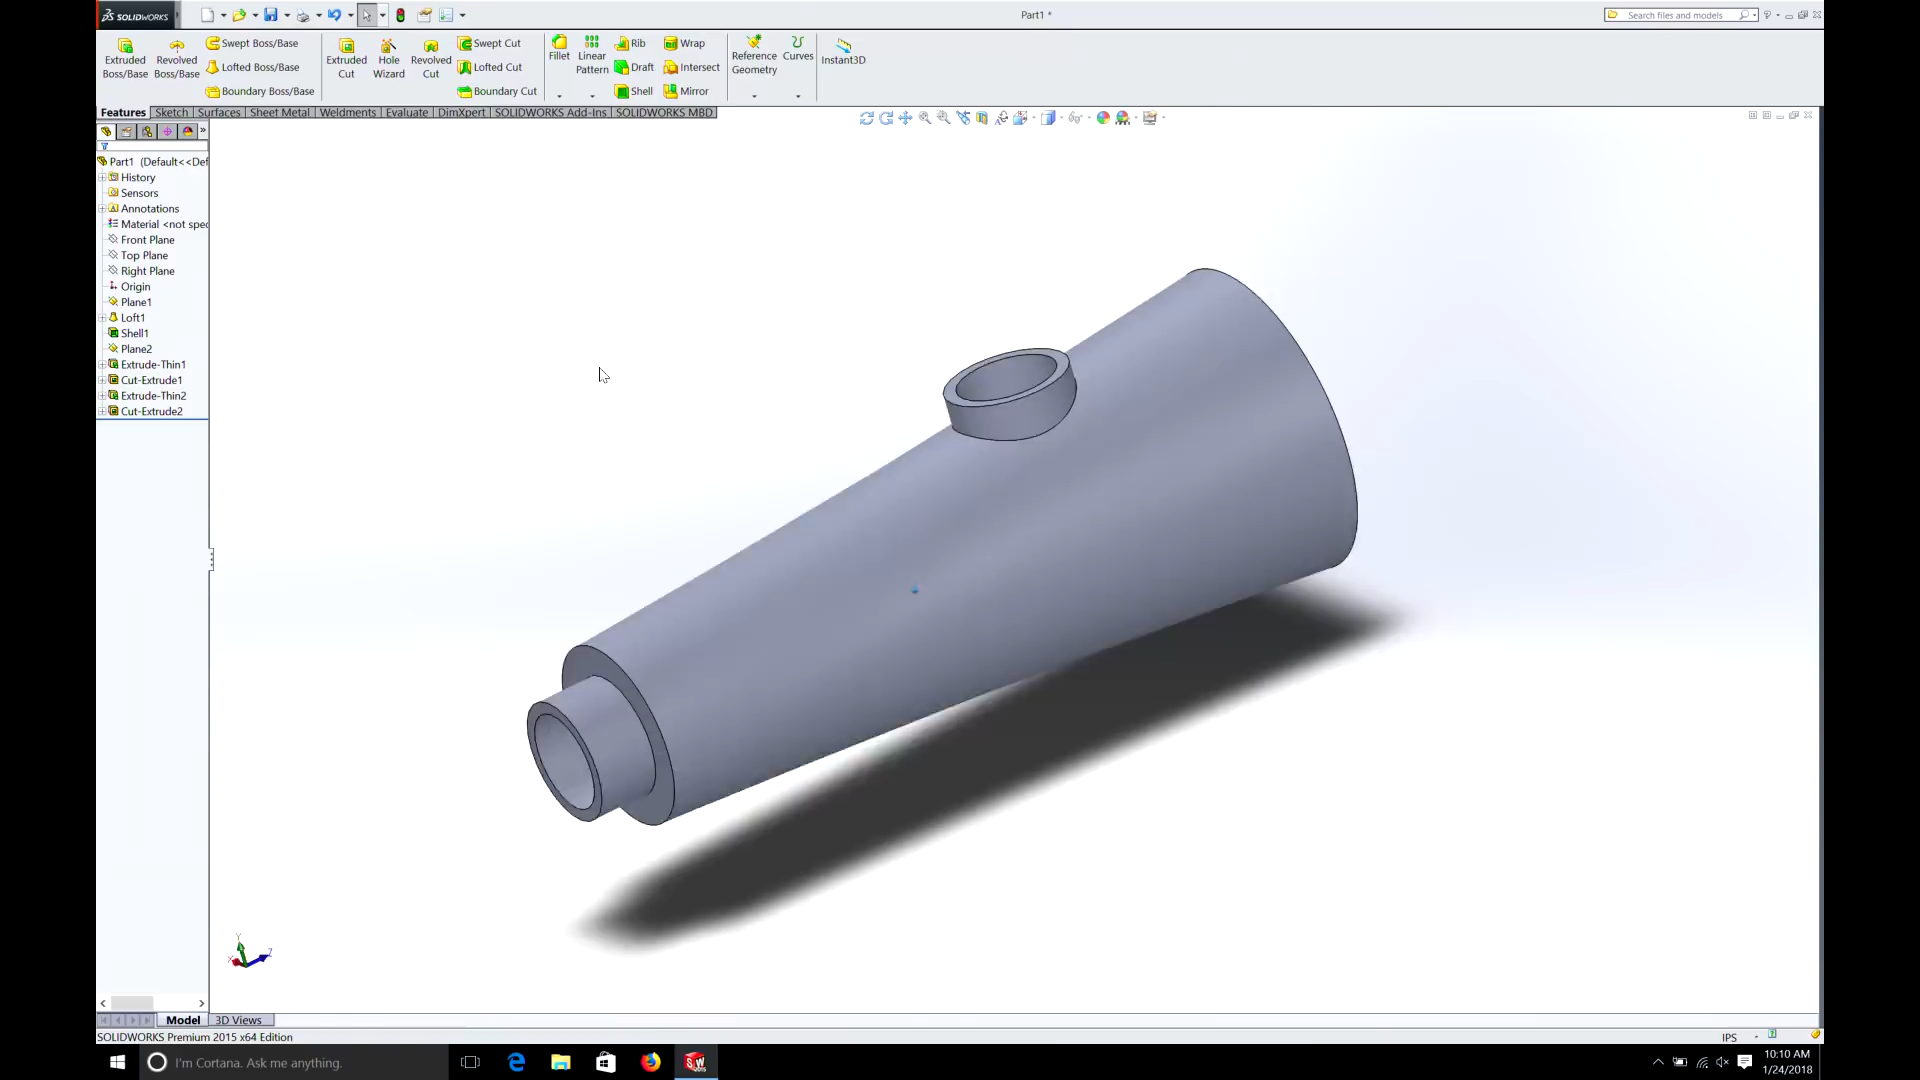 SOLIDWORKS
Part1 *
Search files and models
Extruded Boss/Base
Revolved Boss/Base
Swept Boss/Base
Lofted Boss/Base
Boundary Boss/Base
Extruded Cut
Hole Wizard
Revolved Cut
Swept Cut
Lofted Cut
Boundary Cut
Fillet
Linear Pattern
Rib
Draft
Shell
Wrap
Intersect
Mirror
Reference Geometry
Curves
Instant3D
Features
Sketch
Surfaces
Sheet Metal
Weldments
Evaluate
DimXpert
SOLIDWORKS Add-Ins
SOLIDWORKS MBD
Part1 (Default<<Def
History
Sensors
Annotations
Material <not spec
Front Plane
Top Plane
Right Plane
Origin
Plane1
Loft1
Shell1
Plane2
Extrude-Thin1
Cut-Extrude1
Extrude-Thin2
Cut-Extrude2
Y
X
Z
Model
3D Views
SOLIDWORKS Premium 2015 x64 Edition
IPS
I'm Cortana. Ask me anything.
10:10 AM
1/24/2018